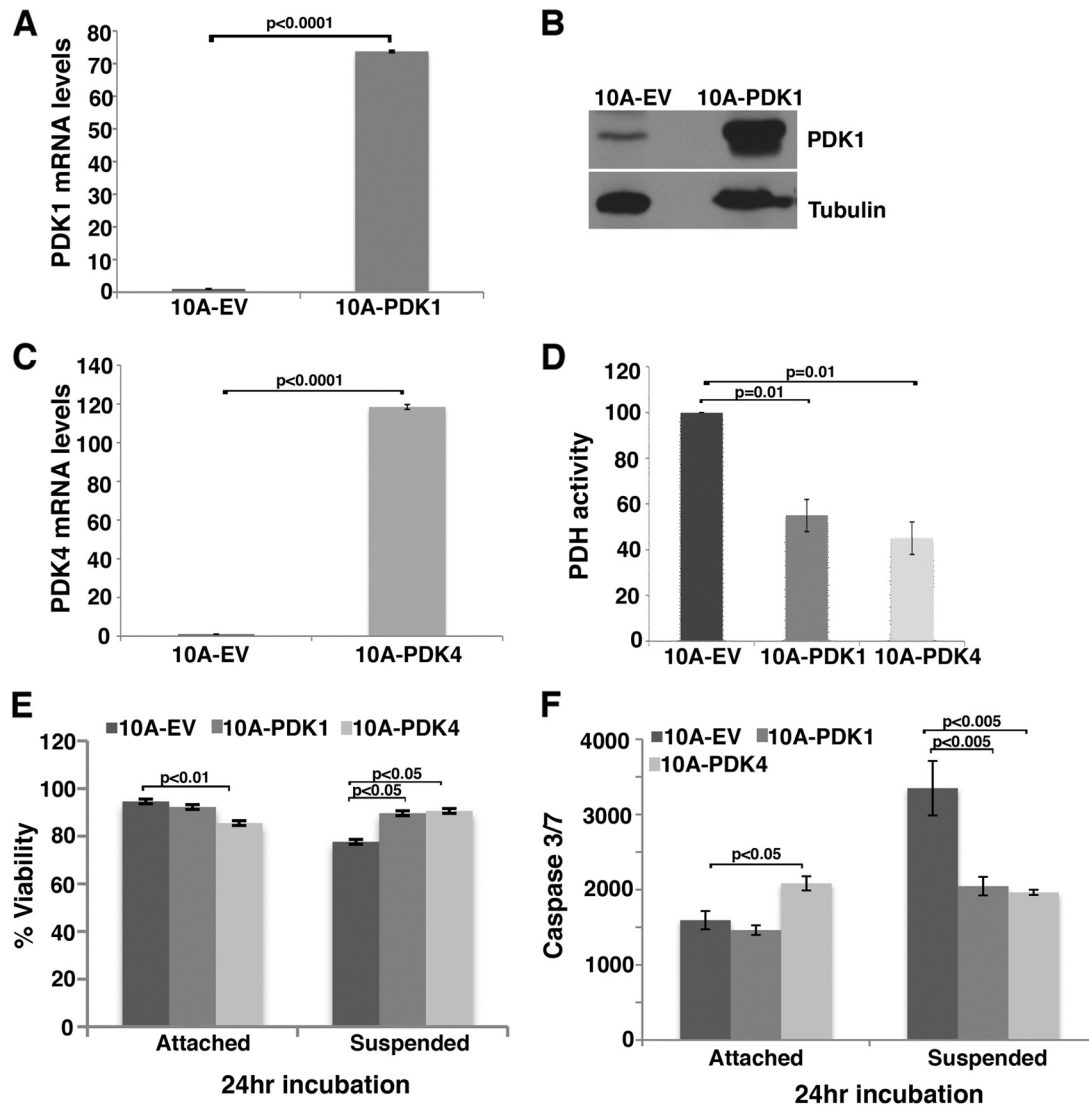 A
PDK1 mRNA levels
80
70
60
50
40
30
20
10
0
p<0.0001
10A-EV
10A-PDK1
B
10A-EV 10A-PDK1
PDK1
Tubulin
C
PDK4 mRNA levels
140
120
100
80
60
40
20
0
p<0.0001
10A-EV
10A-PDK4
D
PDH activity
120
100
80
60
40
20
0
p=0.01
p=0.01
10A-EV
10A-PDK1
10A-PDK4
E
10A-EV 10A-PDK1 10A-PDK4
% Viability
120
100
80
60
40
20
0
p<0.01
p<0.05
p<0.05
Attached
Suspended
24hr incubation
F
10A-EV 10A-PDK1
10A-PDK4
Caspase 3/7
4000
3000
2000
1000
0
p<0.05
p<0.005
p<0.005
Attached
Suspended
24hr incubation